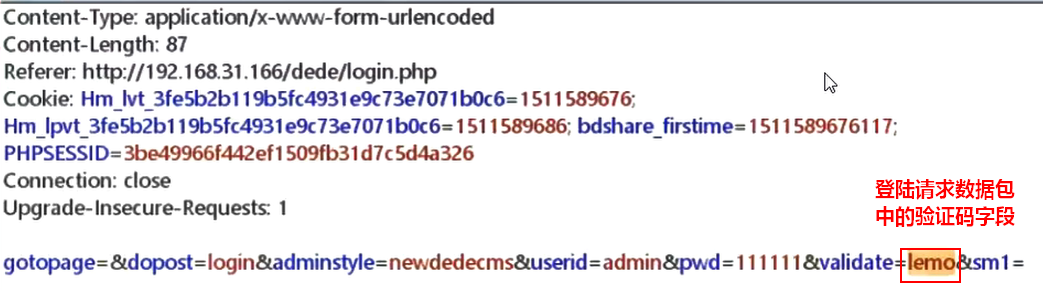 Content-Type: application/x-www-form-urlencoded
Content-Length: 87
Referer: http://192.168.31.166/dede/login.php
Cookie: Hm_lvt_3fe5b2b119b5fc4931e9c73e7071b0c6=1511589676;
Hm_lpvt_3fe5b2b119b5fc4931e9c73e7071b0c6=1511589686; bdshare_firstime=1511589676117;
PHPSESSID=3be49966f442ef1509fb31d7c5d4a326
Connection: close
Upgrade-Insecure-Requests: 1
登陆请求数据包
中的验证码字段
gotopage=&dopost=login&adminstyle=newdedecms&userid=admin&pwd=111111&validate=lemo&sm1=